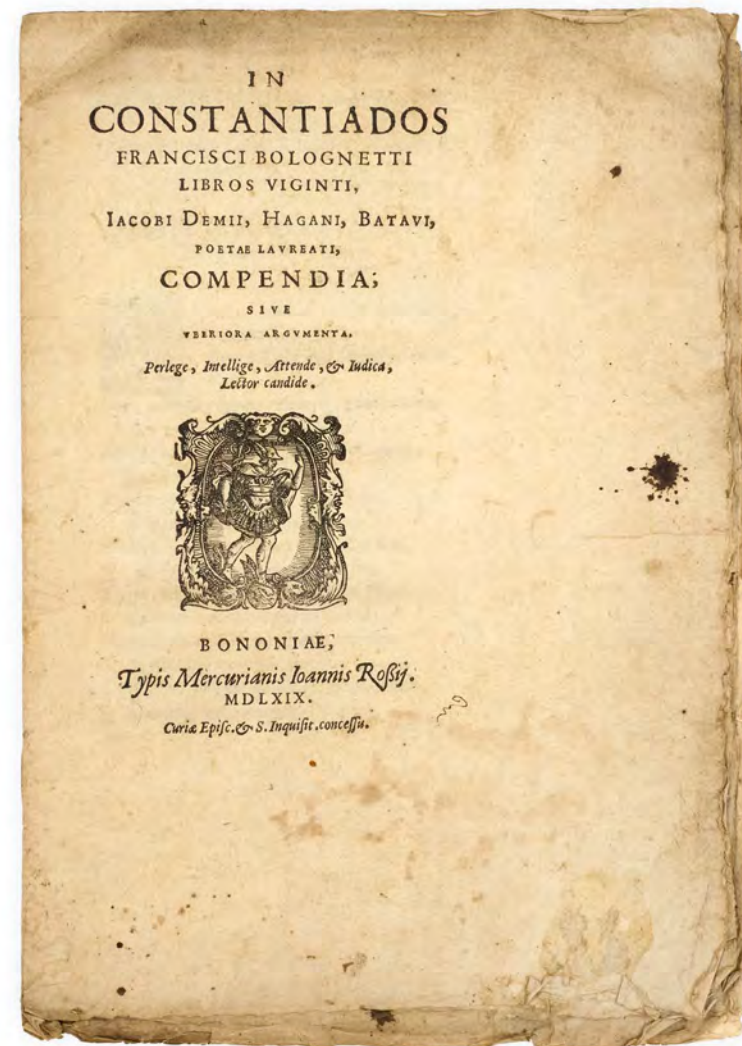 IN
CONSTANTIADOS
FRANCISCI BOLOGNETTI
LIBROS VIGINTI,
IACOBI DEMII, HAGANI, BATAVI,
POETAE LAVREATI,
COMPENDIA;
SIVE
VBERIORA ARGVMENTA.
Perlege, Intellige, Attende, & Iudica,
Lector candide.
BONONIAE,
Typis Mercurianis Ioannis Roßij.
MDLXIX.
Curiæ Episc. & S. Inquisit. concessu.